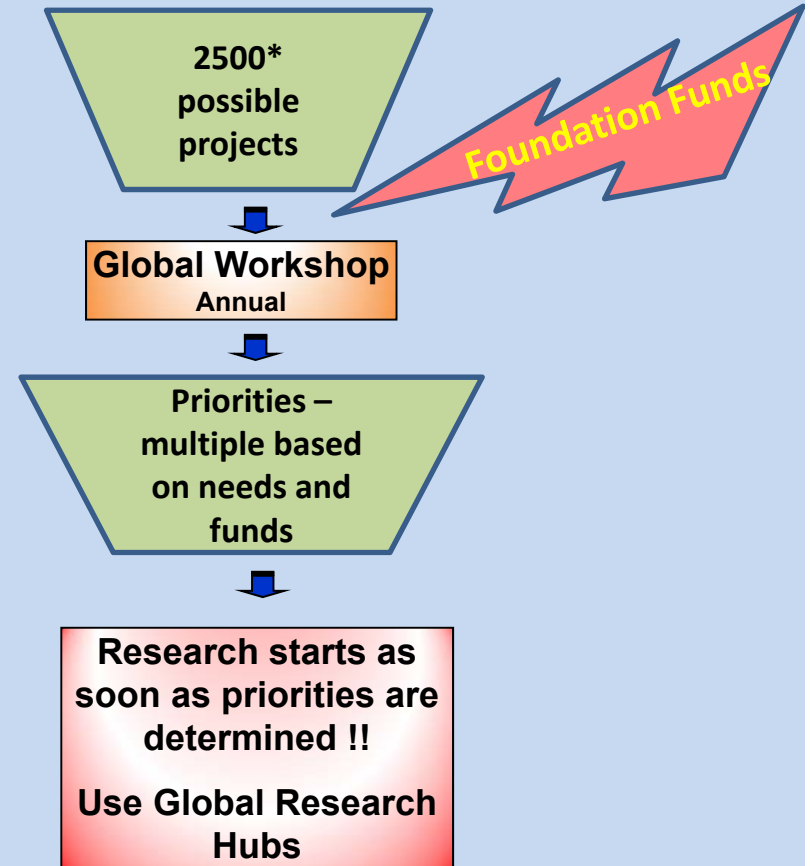 2500*
possible
projects
Foundation Funds
Global Workshop
Annual
Priorities –
multiple based
on needs and
funds
Research starts as
soon as priorities are
determined !!
Use Global Research
Hubs